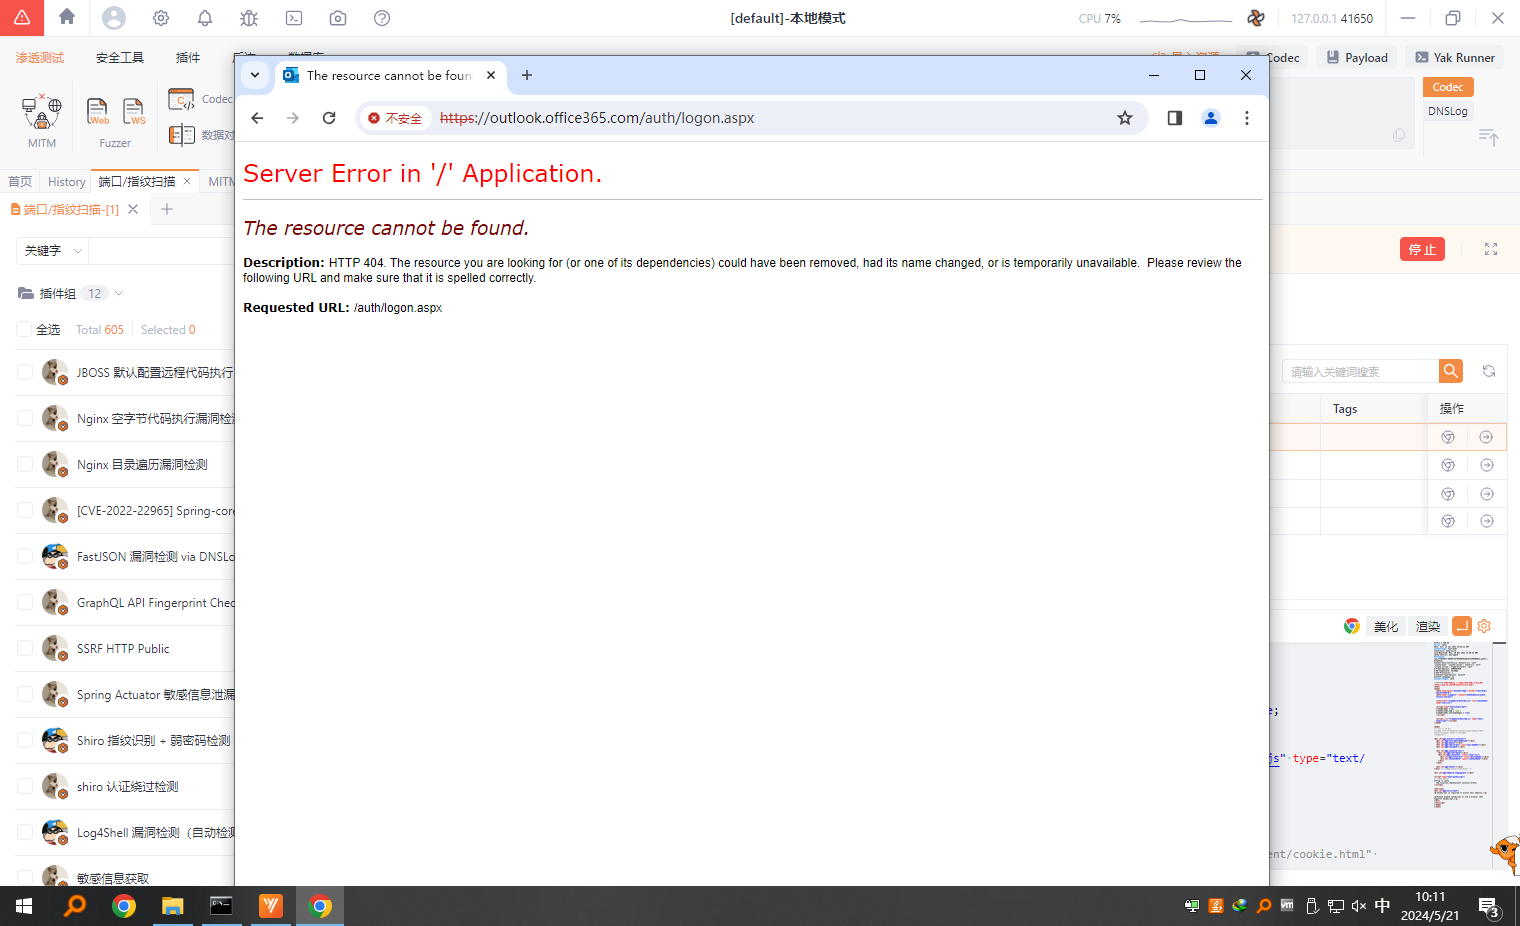 [default]-本地模式
CPU 7%
127.0.0.1 41650
渗透测试
安全工具
插件
Codec
Payload
Yak Runner
MITM
Web
WS
Fuzzer
Codec
数据对
Codec
DNSLog
首页
History
端口/指纹扫描
MITM
端口/指纹扫描-[1]
关键字
停 止
插件组 12
全选 Total 605 Selected 0
JBOSS 默认配置远程代码执行
Nginx 空字节代码执行漏洞检测
Nginx 目录遍历漏洞检测
[CVE-2022-22965] Spring-core
FastJSON 漏洞检测 via DNSLo
GraphQL API Fingerprint Chec
SSRF HTTP Public
Spring Actuator 敏感信息泄漏
Shiro 指纹识别 + 弱密码检测
shiro 认证绕过检测
Log4Shell 漏洞检测（自动检测
敏感信息获取
The resource cannot be foun
不安全
https://outlook.office365.com/auth/logon.aspx
Server Error in '/' Application.
The resource cannot be found.
Description: HTTP 404. The resource you are looking for (or one of its dependencies) could have been removed, had its name changed, or is temporarily unavailable.  Please review the
following URL and make sure that it is spelled correctly.
Requested URL: /auth/logon.aspx
请输入关键词搜索
Tags
操作
美化
渲染
e;
js" type="text/
ent/cookie.html"
中
10:11
2024/5/21
3